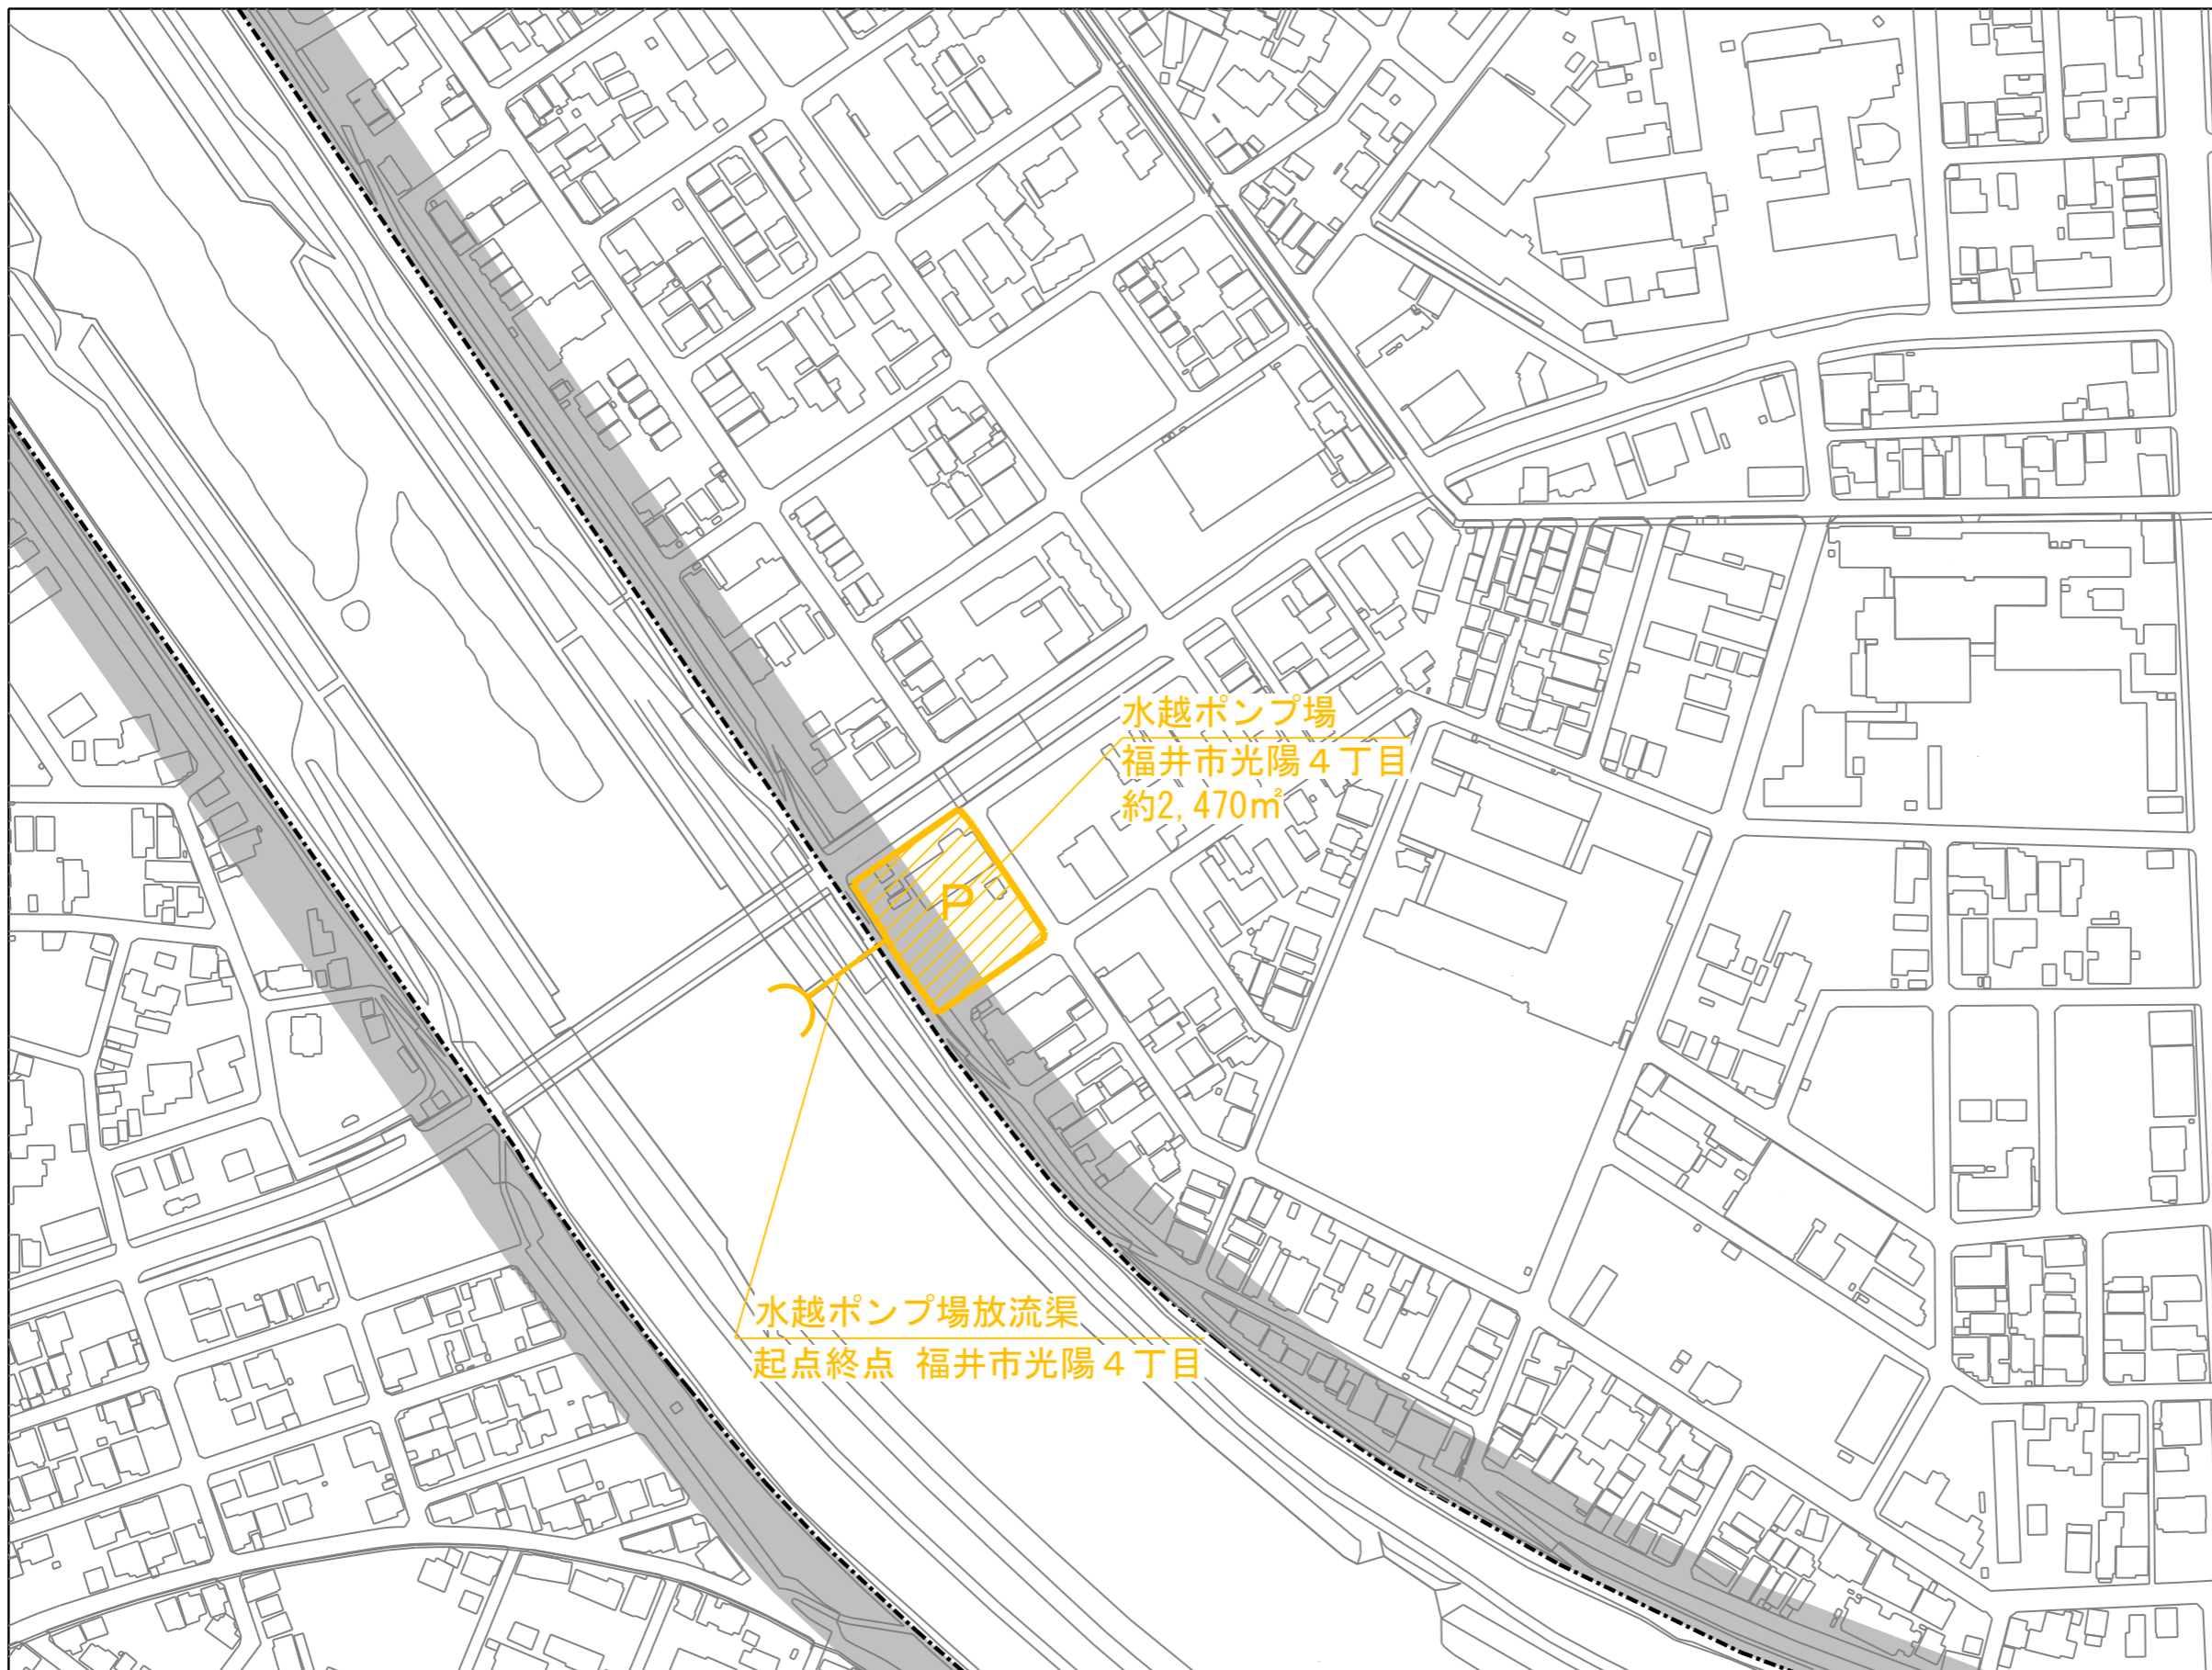 水越ポンプ場
福井市光陽４丁目
約2,470㎡
P
水越ポンプ場放流渠
起点終点 福井市光陽４丁目